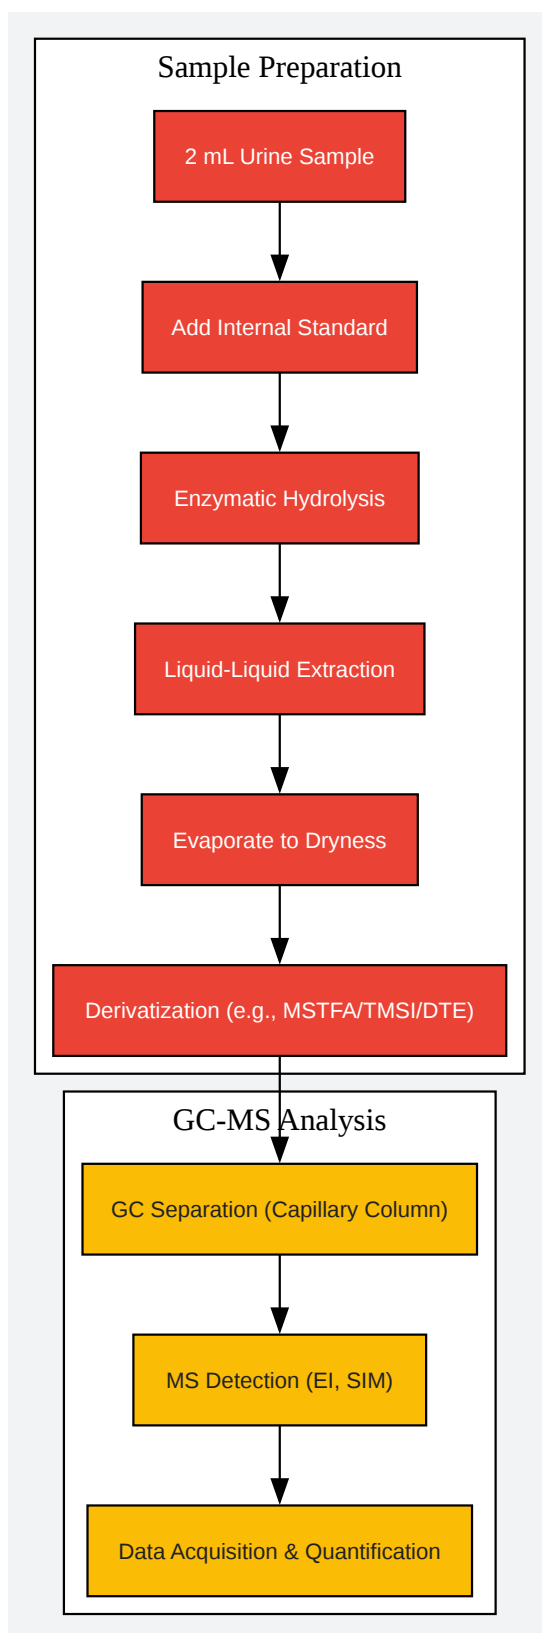 Sample Preparation
2 mL Urine Sample
Add Internal Standard
Enzymatic Hydrolysis
Liquid-Liquid Extraction
Evaporate to Dryness
Derivatization (e.g., MSTFA/TMSI/DTE)
GC-MS Analysis
GC Separation (Capillary Column)
MS Detection (EI, SIM)
Data Acquisition & Quantification